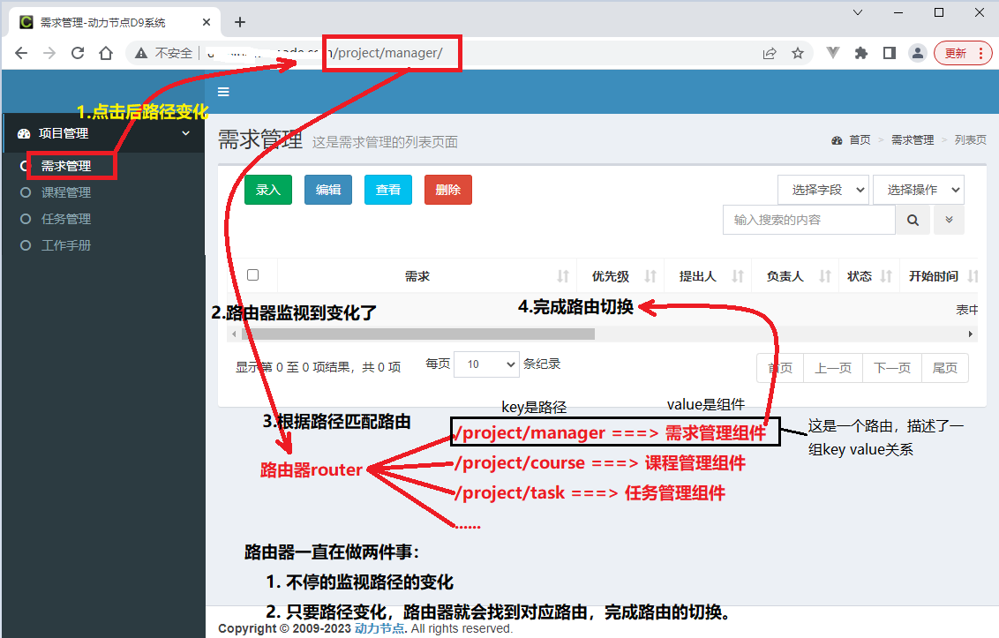 需求管理-动力节点D9系统
不安全
/project/manager/
更新
1.点击后路径变化
项目管理
需求管理
课程管理
任务管理
工作手册
需求管理 这是需求管理的列表页面
首页 > 需求管理 > 列表页
录入 编辑 查看 删除
选择字段 选择操作
输入搜索的内容
需求 优先级 提出人 负责人 状态 开始时间
2.路由器监视到变化了
4.完成路由切换
表中
显示第 0 至 0 项结果，共 0 项 每页 10 条纪录
首页 上一页 下一页 尾页
key是路径
value是组件
3.根据路径匹配路由
/project/manager ===> 需求管理组件
这是一个路由，描述了一
组key value关系
路由器router
/project/course ===> 课程管理组件
/project/task ===> 任务管理组件
......
路由器一直在做两件事：
1. 不停的监视路径的变化
2. 只要路径变化，路由器就会找到对应路由，完成路由的切换。
Copyright © 2009-2023 动力节点. All rights reserved.